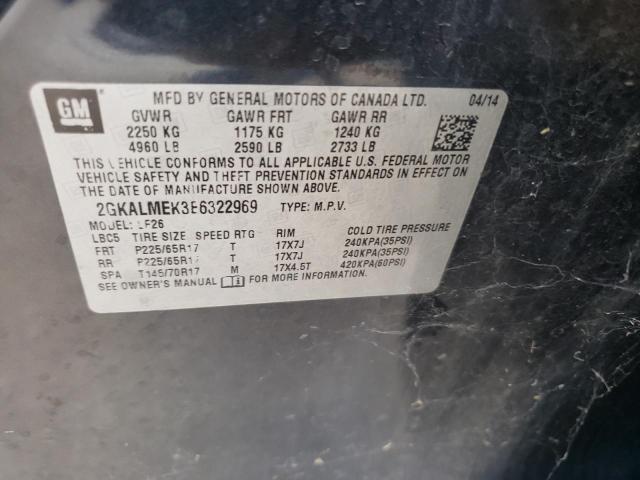 GM
MFD BY GENERAL MOTORS OF CANADA LTD. 04/14
GVWR GAWR FRT GAWR RR
2250 KG 1175 KG 1240 KG
4960 LB 2590 LB 2733 LB
THIS VEHICLE CONFORMS TO ALL APPLICABLE U.S. FEDERAL MOTOR
VEHICLE SAFETY AND THEFT PREVENTION STANDARDS IN EFFECT
ON THE DATE OF MANUFACTURE SHOWN ABOVE.
2GKALMEK3E6322969 TYPE: M.P.V.
MODEL: LF26
LBC5 TIRE SIZE SPEED RTG RIM COLD TIRE PRESSURE
FRT P225/65R17 T 17X7J 240KPA(35PSI)
RR P225/65R17 T 17X7J 240KPA(35PSI)
SPA T145/70R17 M 17X4.5T 420KPA(60PSI)
SEE OWNER'S MANUAL FOR MORE INFORMATION